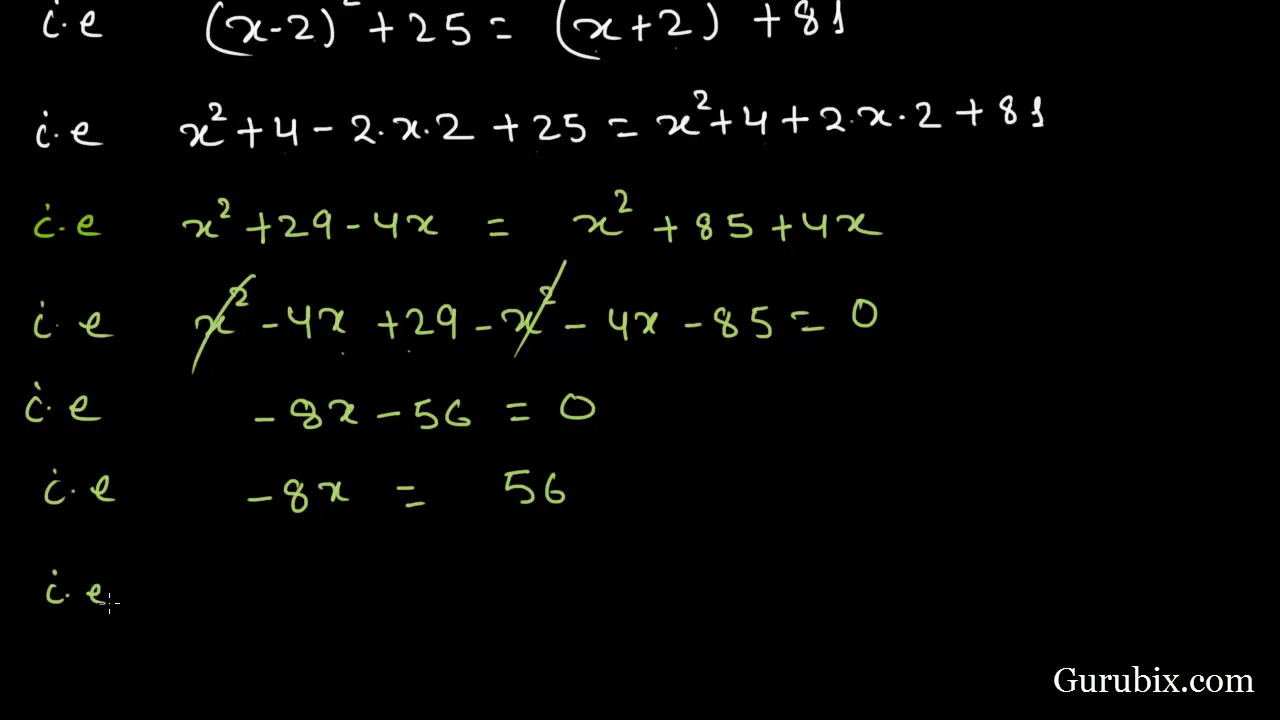 i.e (x-2)² + 25 = (x+2) + 81
i.e x² + 4 - 2.x.2 + 25 = x² + 4 + 2.x.2 + 81
i.e x² + 29 - 4x = x² + 85 + 4x
i.e x² - 4x + 29 - x² - 4x - 85 = 0
i.e -8x - 56 = 0
i.e -8x = 56
i.e
Gurubix.com